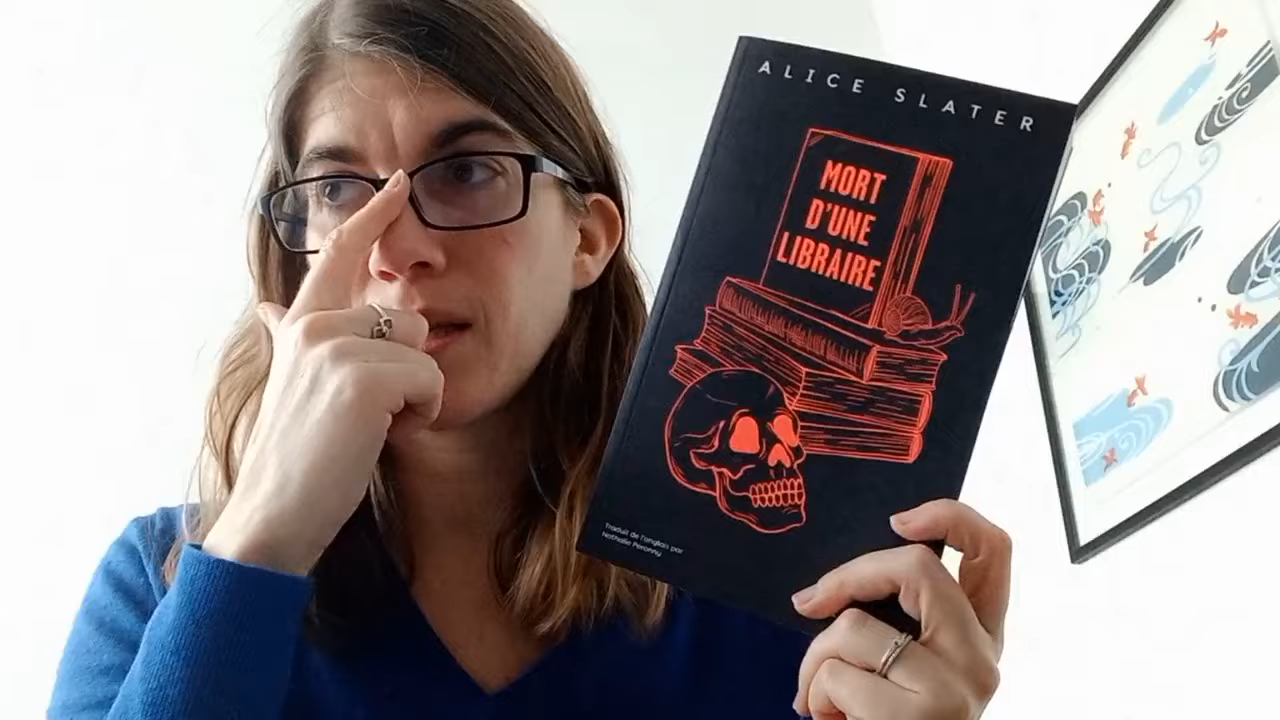 ALICE SLATER
MORT
D'UNE
LIBRAIRE
Traduit de l'anglais par
Nathalie Peronny